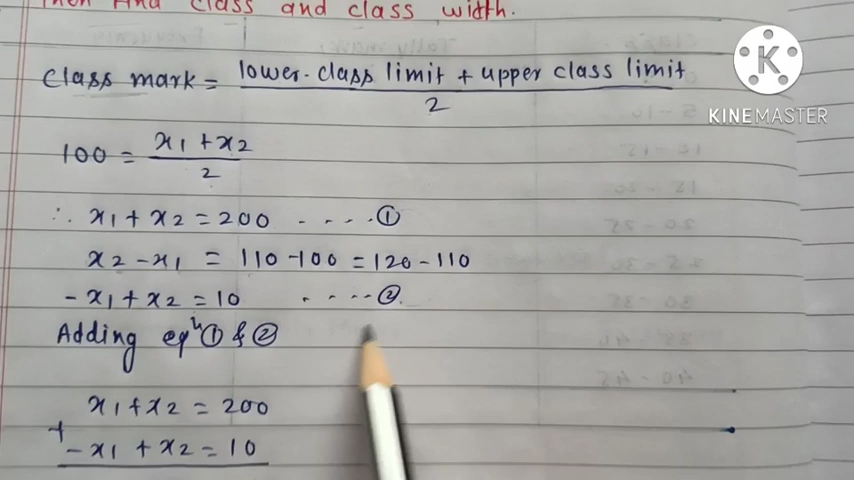 then find class and class width.
Class mark = lower class limit + upper class limit / 2
100 = x1 + x2 / 2
∴ x1 + x2 = 200 ..... ①
x2 - x1 = 110 - 100 = 120 - 110
- x1 + x2 = 10 ..... ②
Adding eqn ① & ②
x1 + x2 = 200
+
- x1 + x2 = 10
K
KINEMASTER